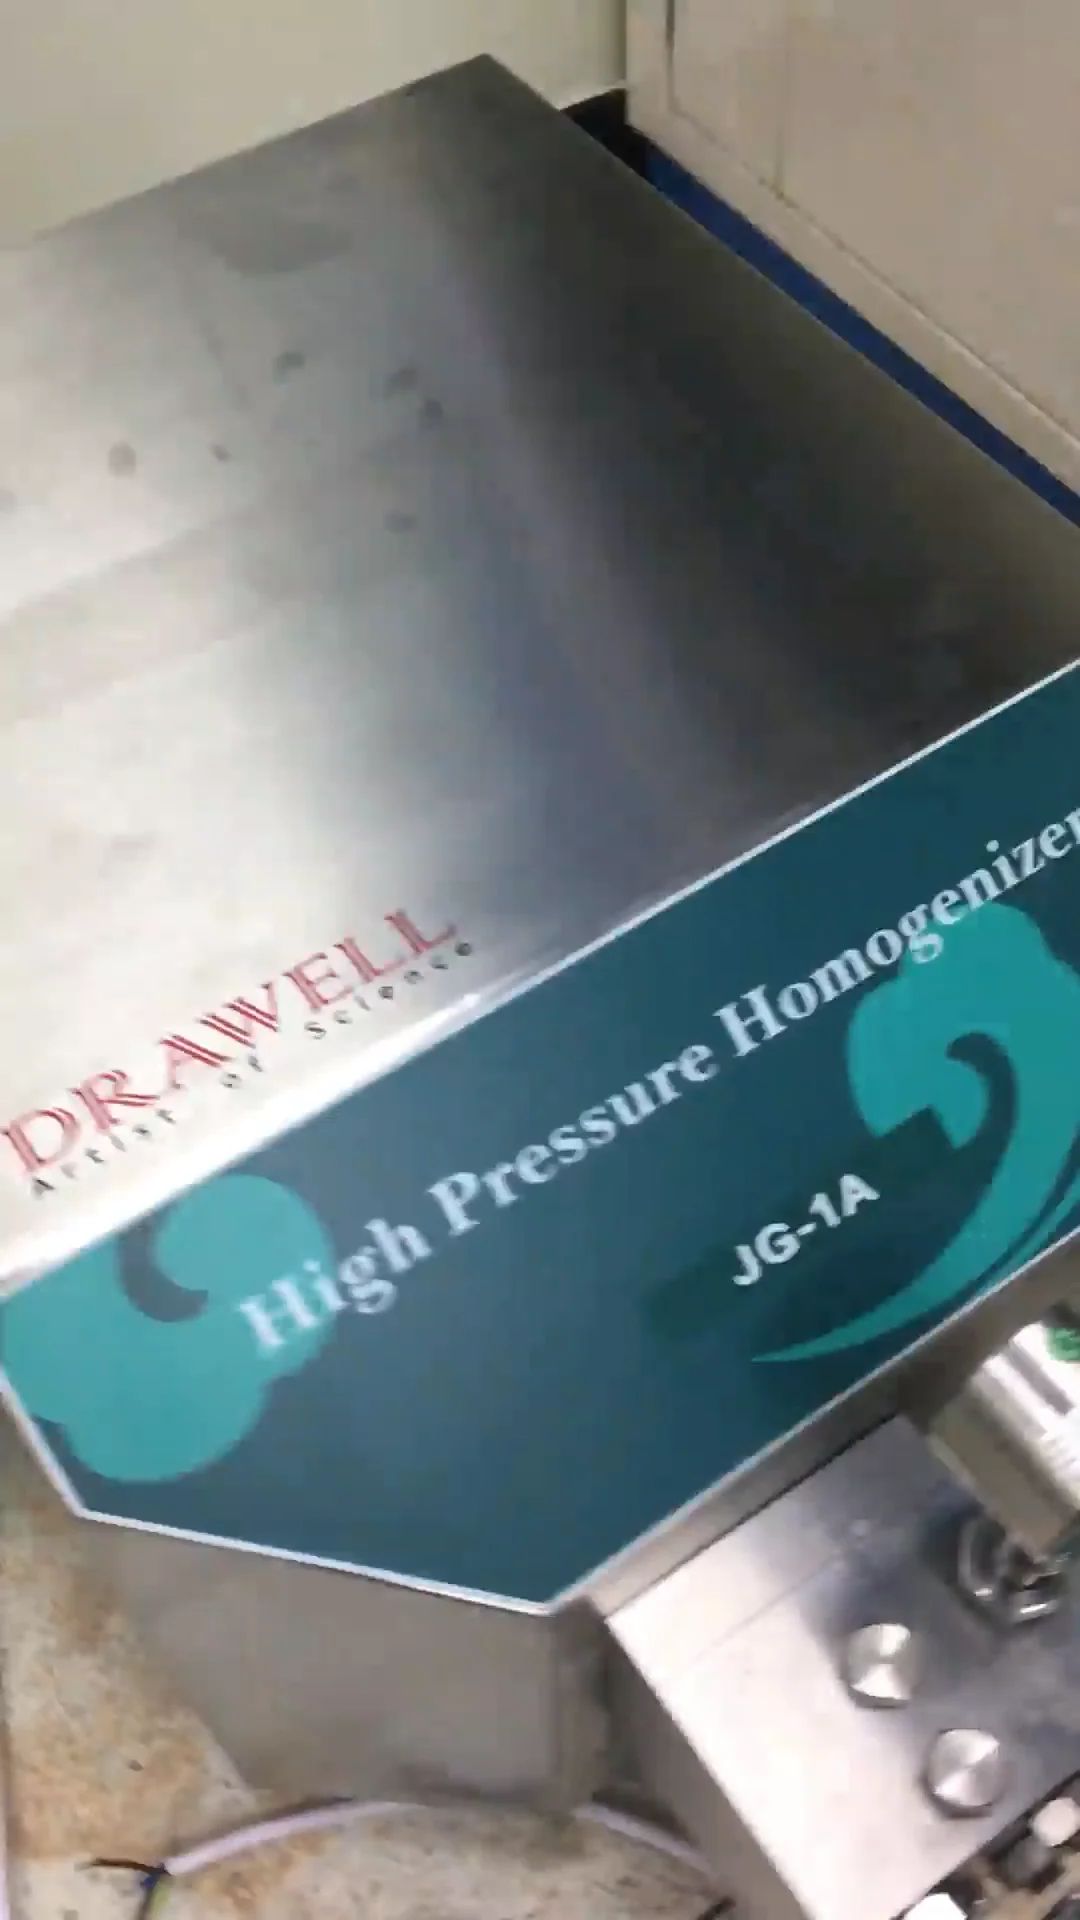 DRAWELL
Artist of Science
High Pressure Homogenizer
JG-1A